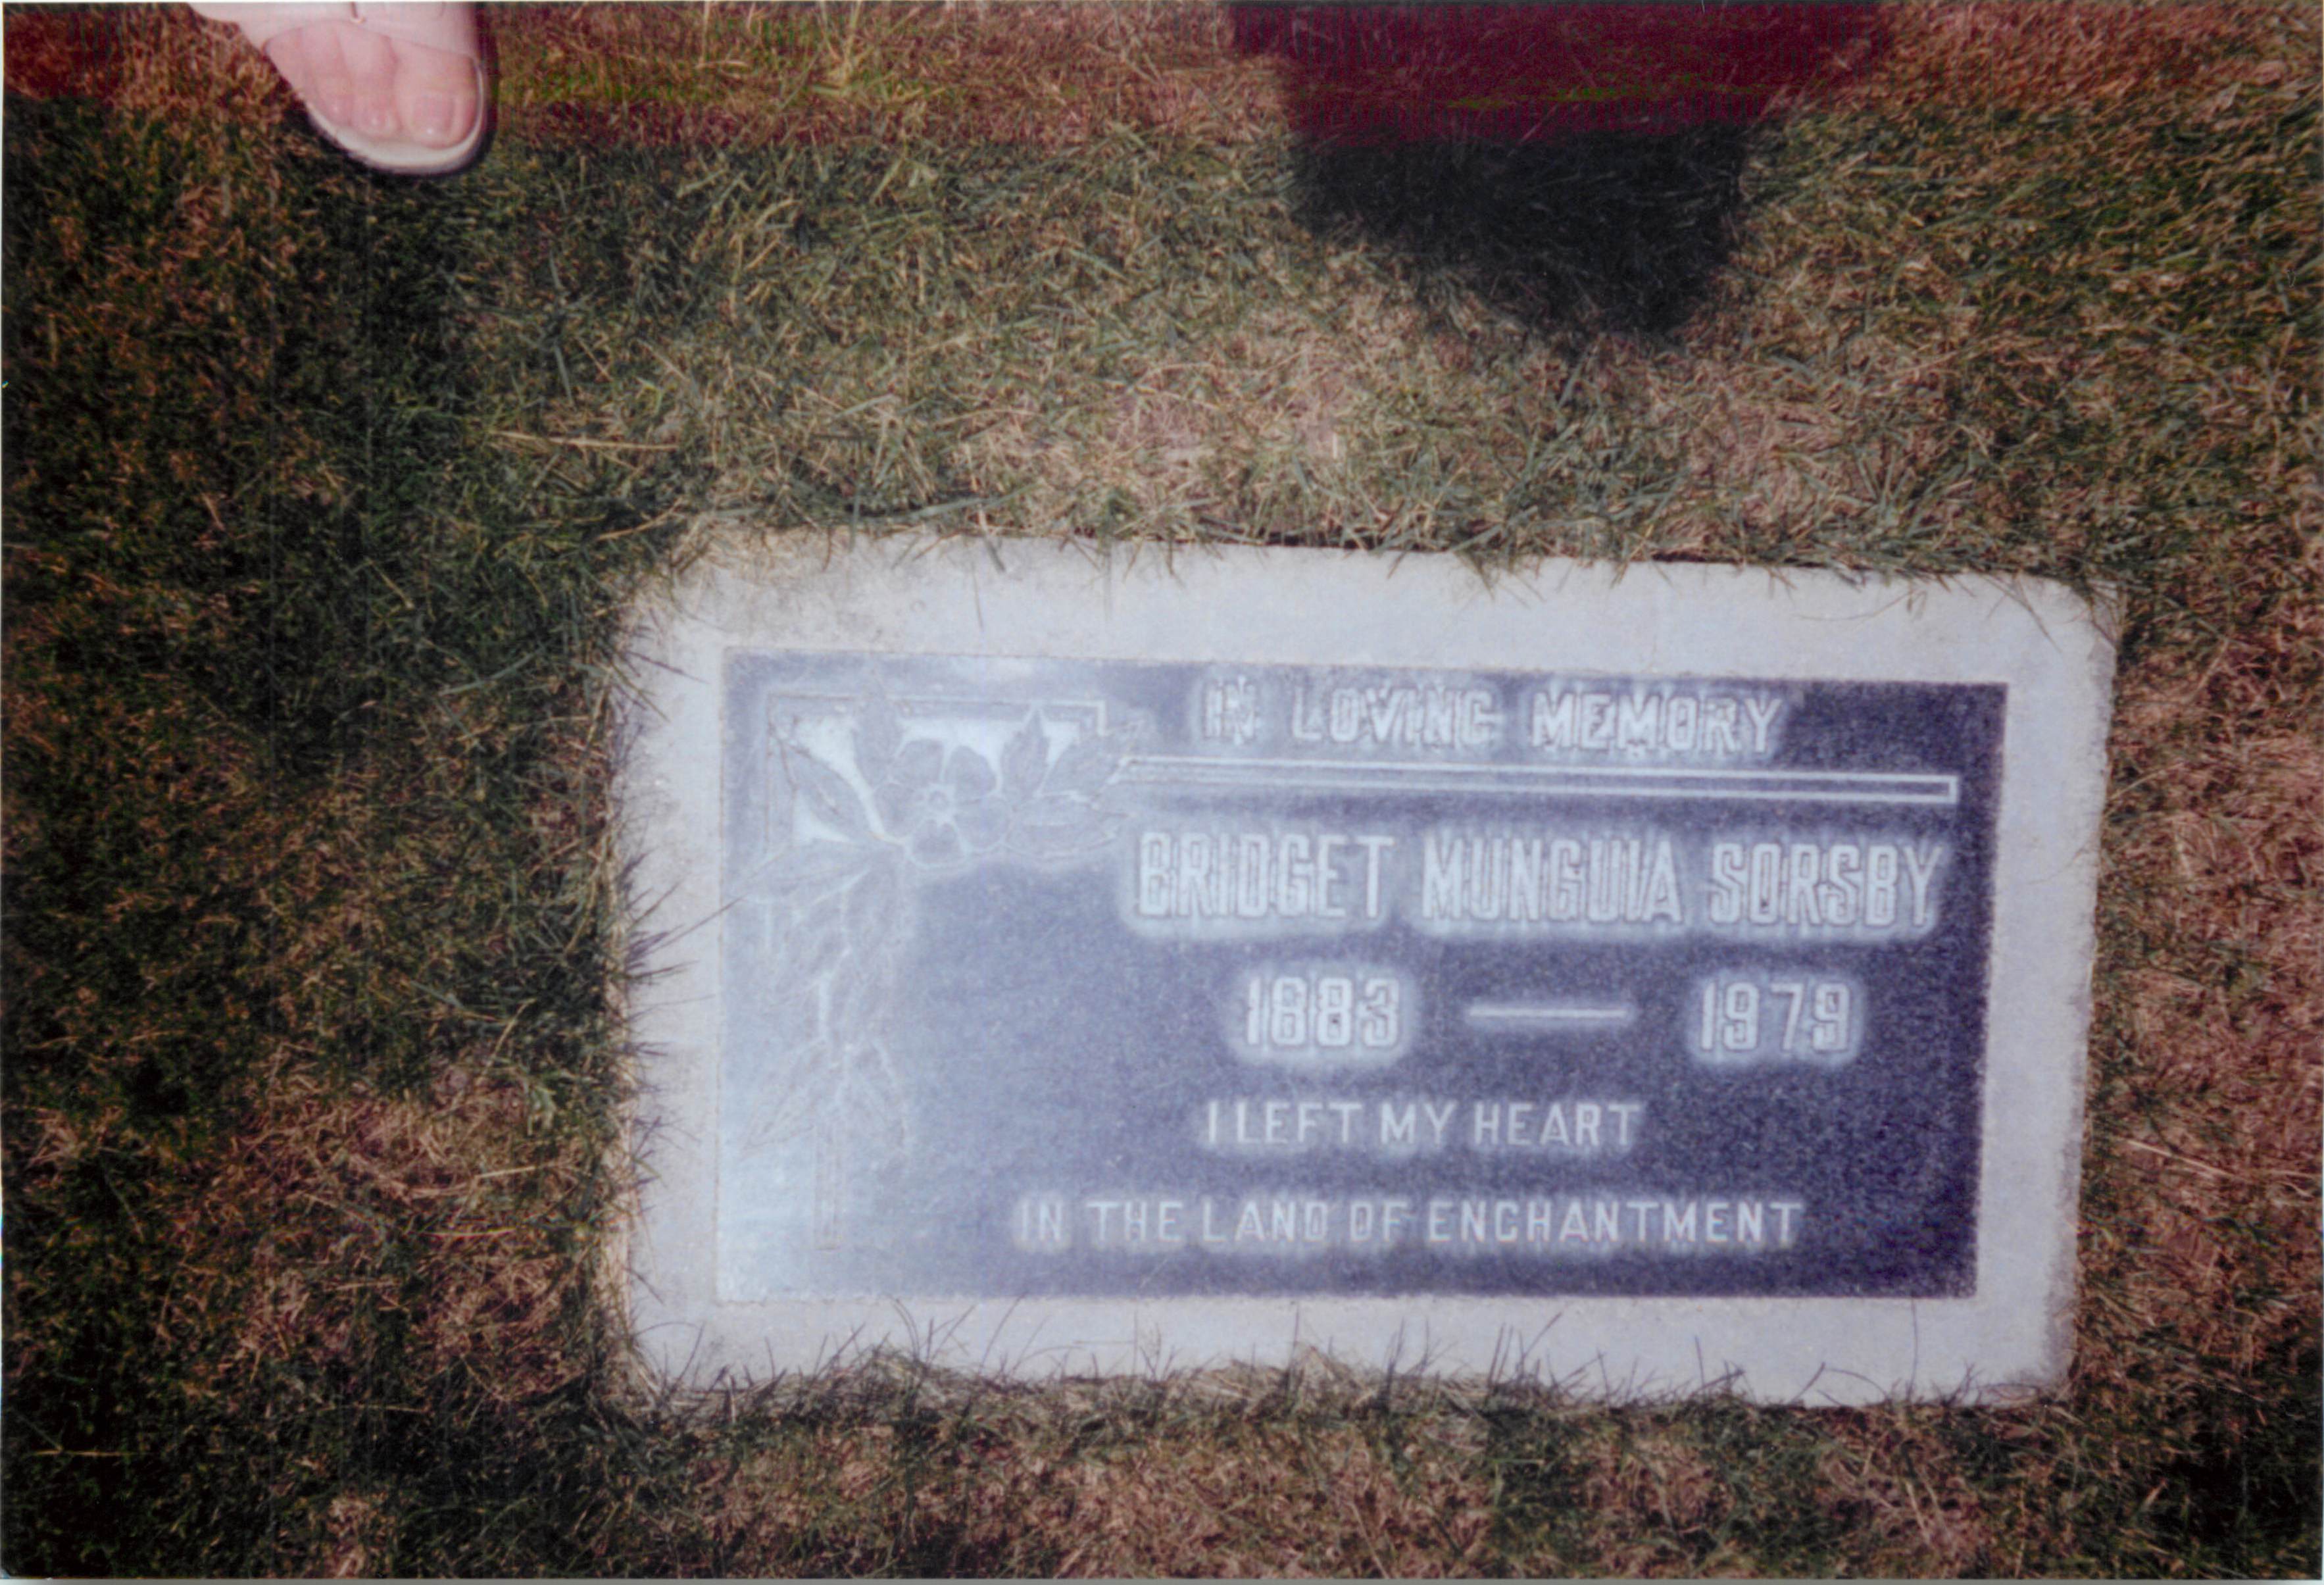 IN LOVING MEMORY
BRIDGET MUNGUIA SORSBY
1883 — 1979
I LEFT MY HEART
IN THE LAND OF ENCHANTMENT